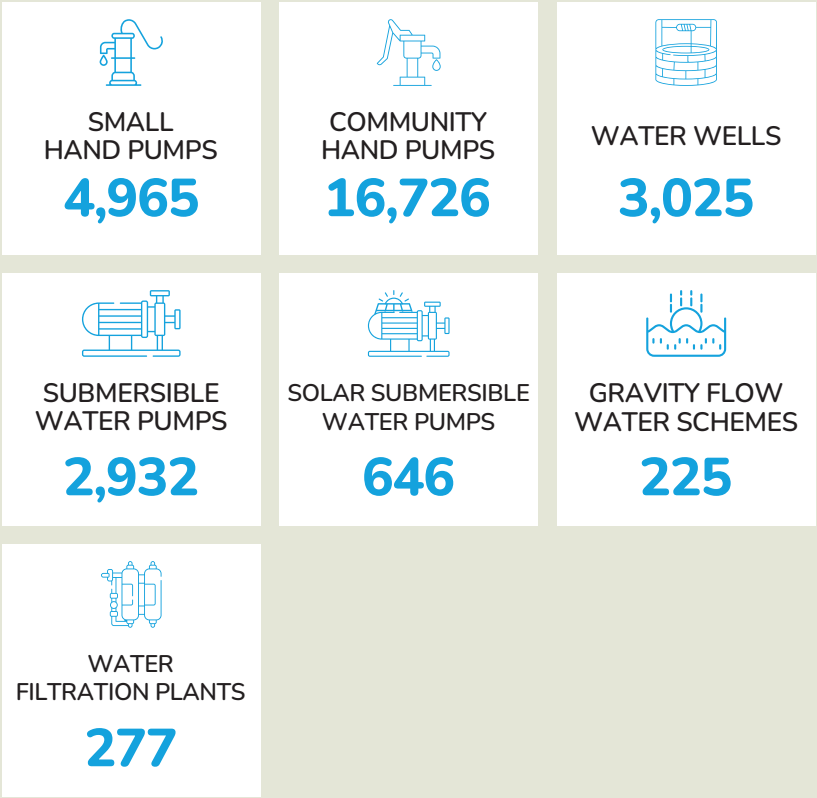 SMALL
HAND PUMPS
4,965
COMMUNITY
HAND PUMPS
16,726
WATER WELLS
3,025
SUBMERSIBLE
WATER PUMPS
2,932
SOLAR SUBMERSIBLE
WATER PUMPS
646
GRAVITY FLOW
WATER SCHEMES
225
WATER
FILTRATION PLANTS
277